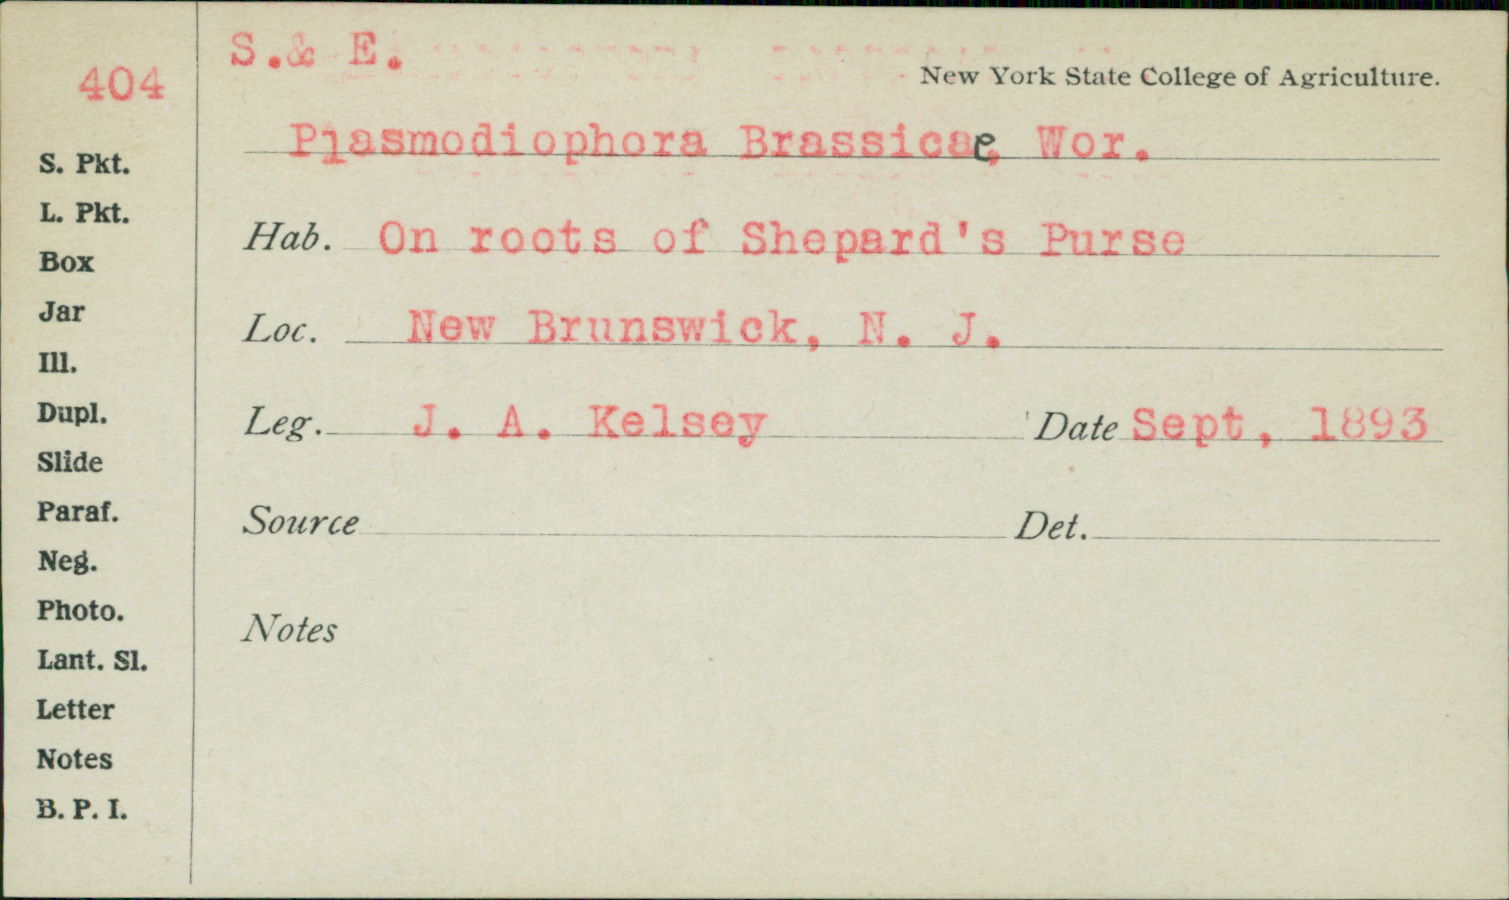 S.& E.
404
New York State College of Agriculture.
Plasmodiophora Brassicae, Wor.
S. Pkt.
L. Pkt.
Hab. On roots of Shepard's Purse
Box
Jar
Loc. New Brunswick, N. J.
Ill.
Dupl.
Leg. J. A. Kelsey Date Sept, 1893
Slide
Paraf.
Source Det.
Neg.
Photo.
Notes
Lant. Sl.
Letter
Notes
B. P. I.